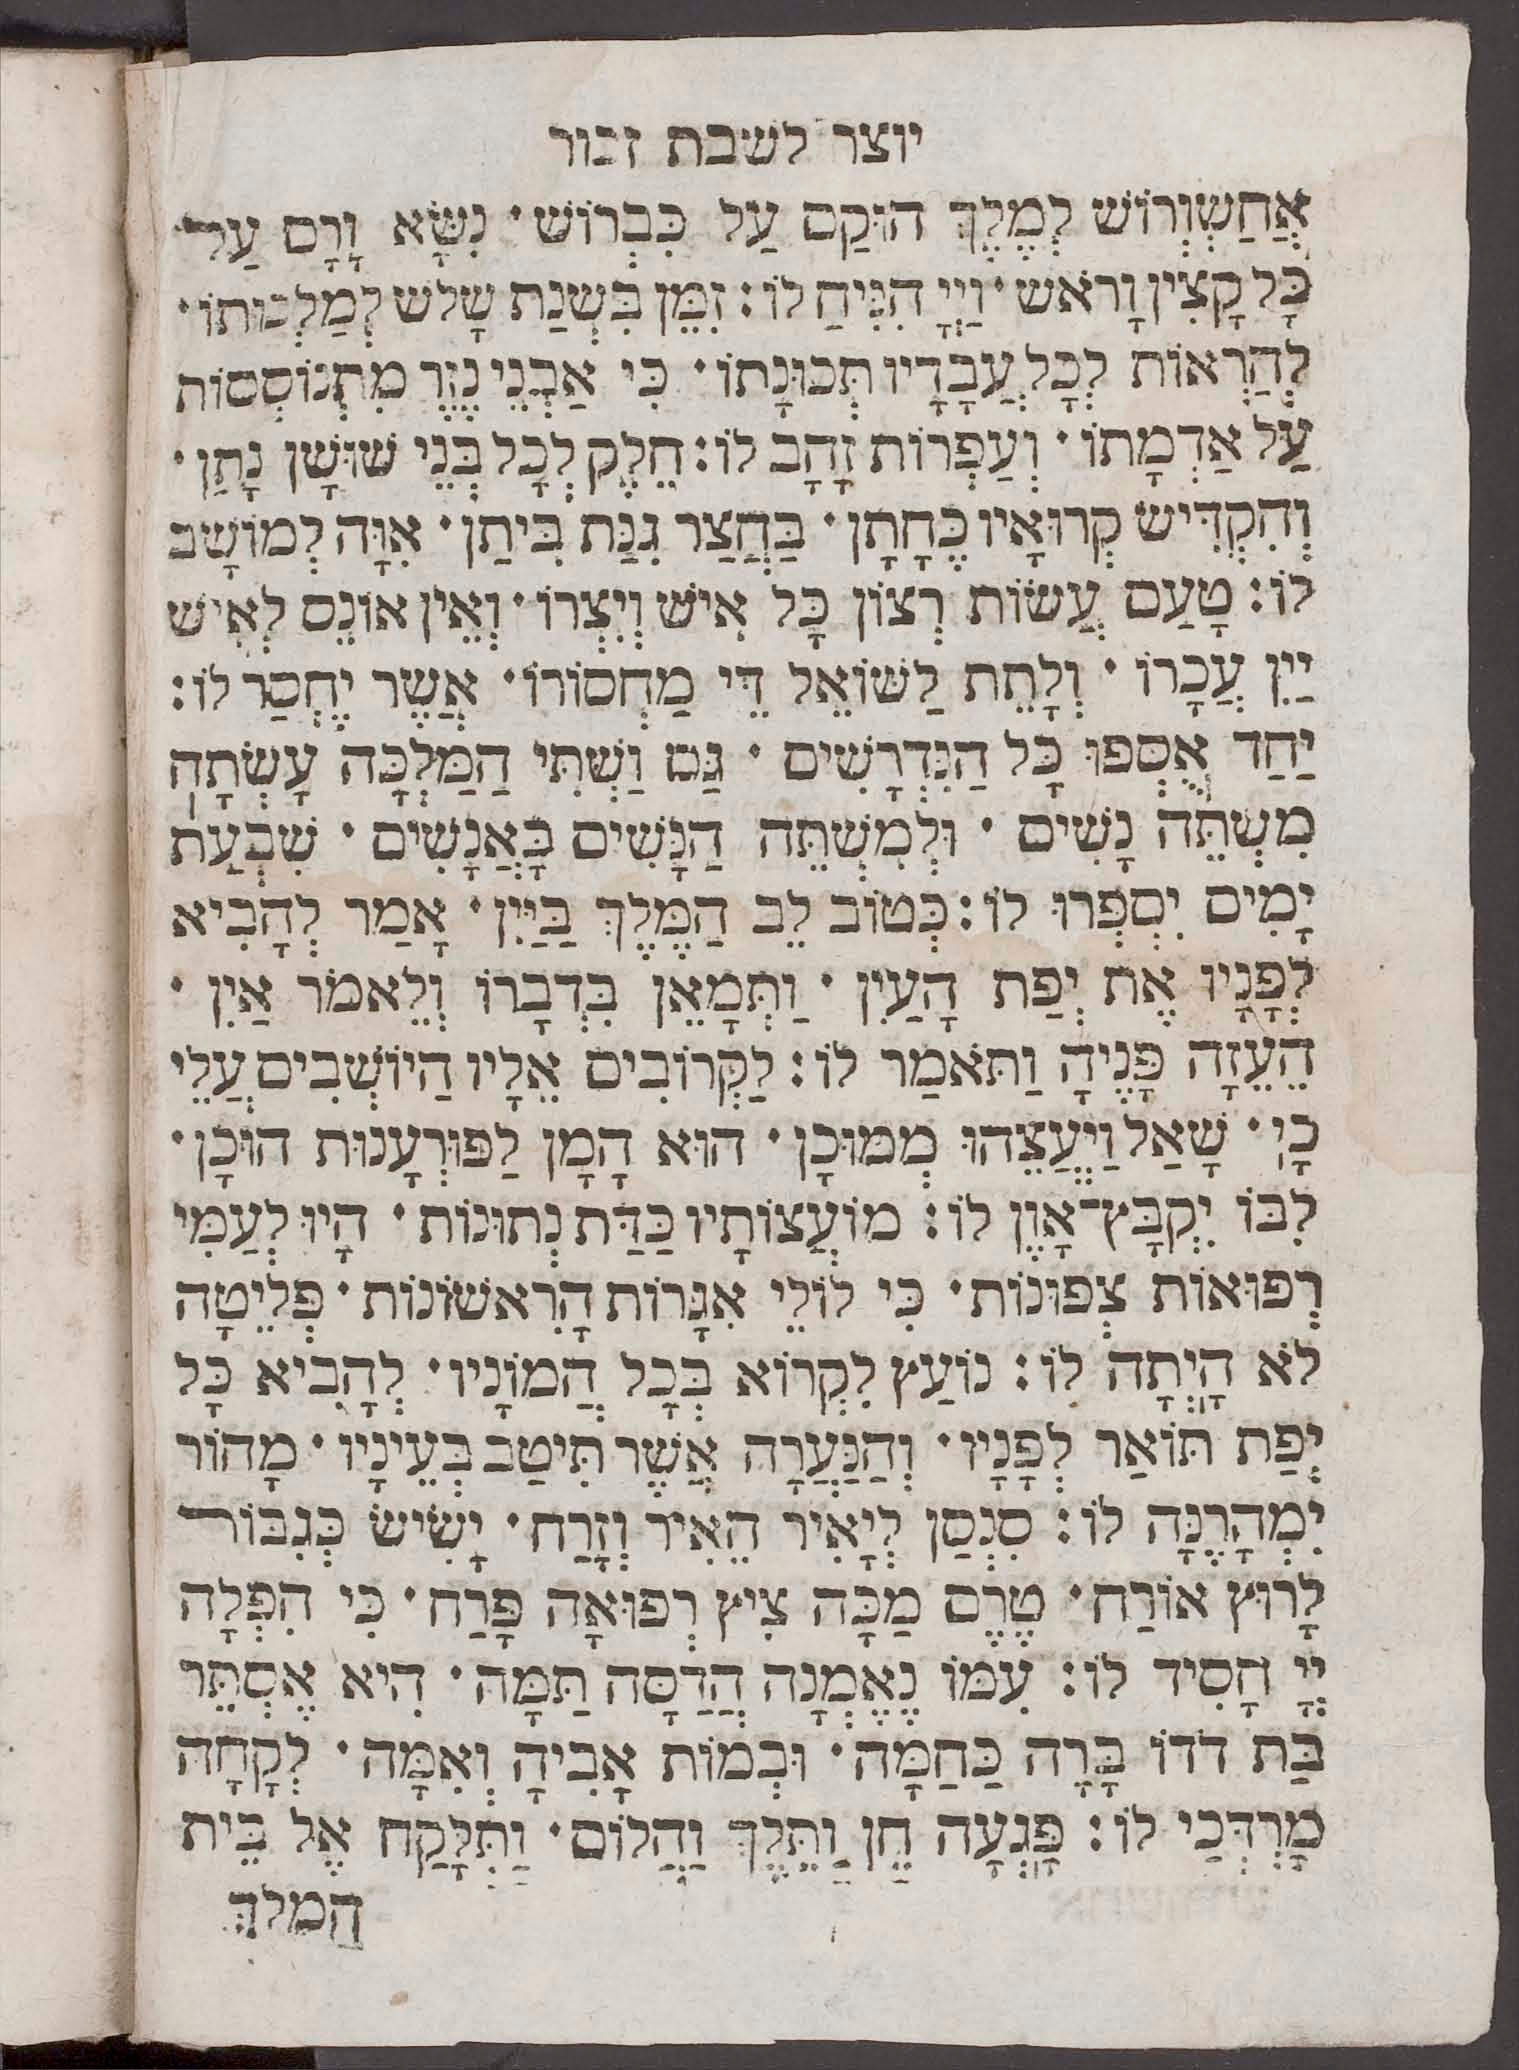 יוצר לשבת זכור
אֲחַשְׁוֵרוֹשׁ לְמֶלֶךְ הוּקַם עַל כִּבְרוֹשׁ· נִשָּׂא וָרָם עַל
כָּל קָצִין וָרֹאשׁ· וַיְיָ הִנִּיחַ לוֹ: זִמֵּן בִּשְׁנַת שָׁלֹשׁ לְמַלְכוּתוֹ·
לְהַרְאוֹת לְכָל עֲבָדָיו תְּכוּנָתוֹ· כִּי אַבְנֵי נֵזֶר מִתְנוֹסְסוֹת
עַל אַדְמָתוֹ· וְעַפְרוֹת זָהָב לוֹ: חֵלֶק לְכָל בְּנֵי שׁוּשָׁן נָתַן·
וְהִקְדִּישׁ קְרוּאָיו כֶּחָתָן· בַּחֲצַר גִּנַּת בִּיתַן· אִוָּה לְמוֹשָׁב
לוֹ: טָעַם עֲשׂוֹת רְצוֹן כָּל אִישׁ וְיִצְרוֹ· וְאֵין אוֹנֵס לְאִישׁ
יַיִן עֲכָרוֹ· וְלָתֵת לַשּׁוֹאֵל דֵּי מַחְסוֹרוֹ· אֲשֶׁר יֶחְסַר לוֹ:
יַחַד אֻסְּפוּ כָּל הַנִּדְרָשִׁים· גַּם וַשְׁתִּי הַמַּלְכָּה עָשְׂתָה
מִשְׁתֵּה נָשִׁים· וּלְמִשְׁתֵּה הַנָּשִׁים בָּאֲנָשִׁים· שִׁבְעַת
יָמִים יִסְפְּרוּ לוֹ: כְּטוֹב לֵב הַמֶּלֶךְ בַּיַּיִן· אָמַר לְהָבִיא
לְפָנָיו אֶת יְפַת הָעַיִן· וַתְּמָאֵן בִּדְבָרוֹ וְלֵאמֹר אַיִן·
הֵעֵזָה פָּנֶיהָ וַתֹּאמַר לוֹ: לַקְּרוֹבִים אֵלָיו הַיּוֹשְׁבִים עֲלֵי
כָן· שָׁאַל וַיְּעָצֵהוּ מְמוּכָן· הוּא הָמָן לַפּוּרְעָנוּת הוּכָן·
לִבּוֹ יִקְבָּץ־אָוֶן לוֹ: מוֹעֲצוֹתָיו כַּדַּת נְתוּנוֹת· הָיוּ לְעַמִּי
רְפוּאוֹת צְפוּנוֹת· כִּי לוּלֵי אִגָּרוֹת הָרִאשׁוֹנוֹת· פְּלֵיטָה
לֹא הָיְתָה לוֹ: נוֹעַץ לִקְרוֹא בְּכָל הֲמוֹנָיו· לְהָבִיא כָּל
יְפַת תּוֹאַר לְפָנָיו· וְהַנַּעֲרָה אֲשֶׁר תִּיטַב בְּעֵינָיו· מָהוֹר
יִמְהָרֶנָּה לוֹ: סִנְסַן לְיָאִיר הֵאִיר וְזָרַח· יָשִׂישׂ כְּגִבּוֹר
לָרוּץ אוֹרַח· טֶרֶם מַכָּה צִיץ רְפוּאָה פָּרַח· כִּי הִפְלָה
יְיָ חָסִיד לוֹ: עִמּוֹ נֶאֶמְנָה הֲדַסָּה תַּמָּה· הִיא אֶסְתֵּר
בַּת דֹדוֹ בָּרָה כַּחַמָּה· וּבְמוֹת אָבִיהָ וְאִמָּהּ· לְקָחָהּ
מָרְדְּכַי לוֹ: פָּגְעָה חֵן וַתֵּלֶךְ וַהֲלוֹם· וַתִּלָּקַח אֶל בֵּית
המלך